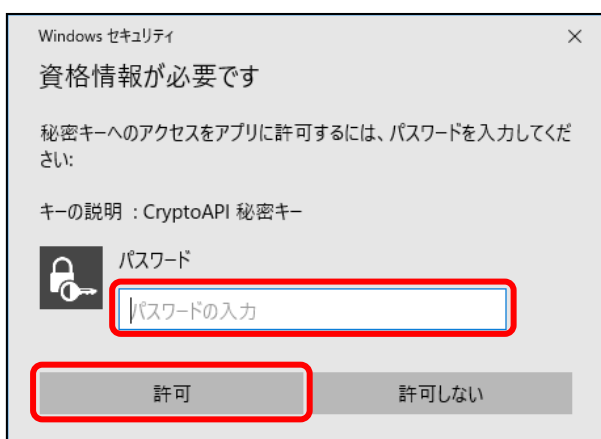 Windows セキュリティ
資格情報が必要です
秘密キーへのアクセスをアプリに許可するには、パスワードを入力してくだ
さい:
キーの説明 : CryptoAPI 秘密キー
パスワード
パスワードの入力
許可
許可しない